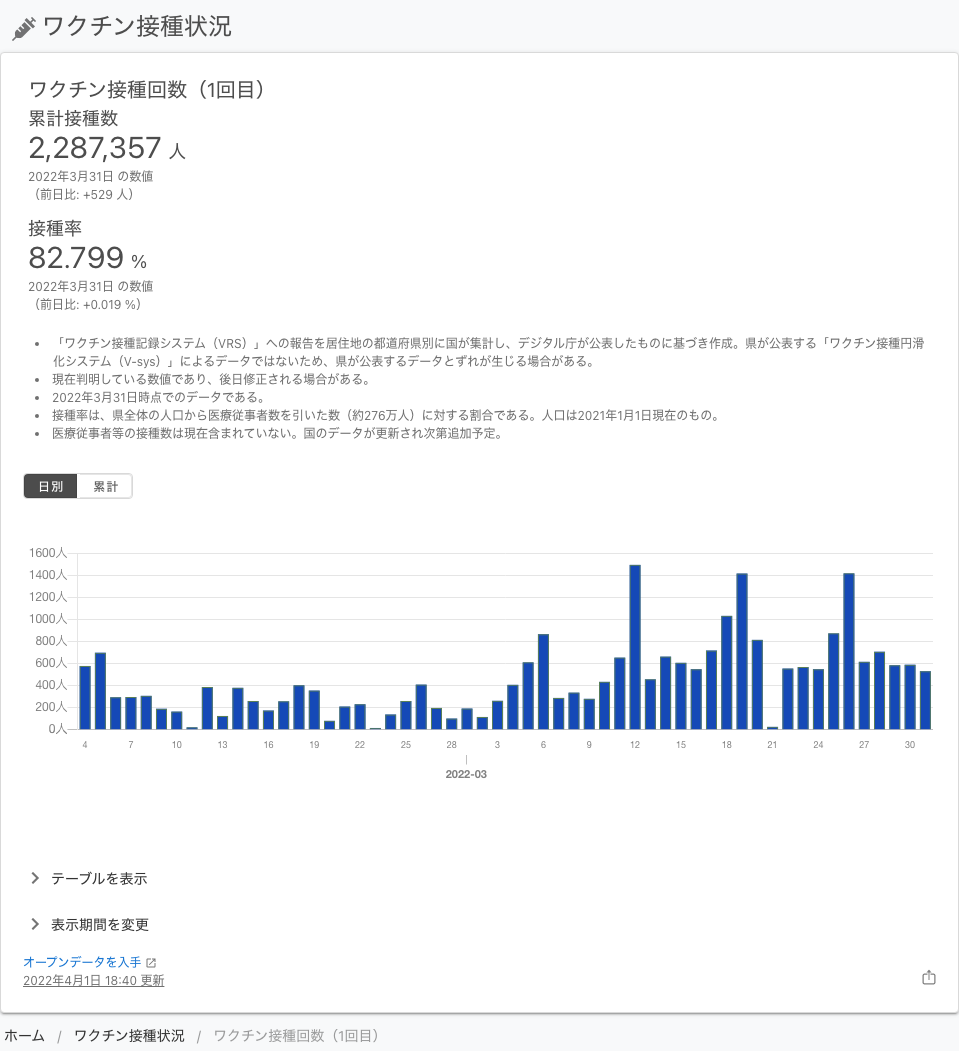 ワクチン接種状況
ワクチン接種回数（1回目）
累計接種数
2,287,357 人
2022年3月31日 の数値
（前日比: +529 人）
接種率
82.799 %
2022年3月31日 の数値
（前日比: +0.019 %）
• 「ワクチン接種記録システム（VRS）」への報告を居住地の都道府県別に国が集計し、デジタル庁が公表したものに基づき作成。県が公表する「ワクチン接種円滑
化システム（V-sys）」によるデータではないため、県が公表するデータとずれが生じる場合がある。
• 現在判明している数値であり、後日修正される場合がある。
• 2022年3月31日時点でのデータである。
• 接種率は、県全体の人口から医療従事者数を引いた数（約276万人）に対する割合である。人口は2021年1月1日現在のもの。
• 医療従事者等の接種数は現在含まれていない。国のデータが更新され次第追加予定。
日別 累計
1600人
1400人
1200人
1000人
800人
600人
400人
200人
0人
4 7 10 13 16 19 22 25 28 3 6 9 12 15 18 21 24 27 30
2022-03
テーブルを表示
表示期間を変更
オープンデータを入手
2022年4月1日 18:40 更新
ホーム / ワクチン接種状況 / ワクチン接種回数（1回目）